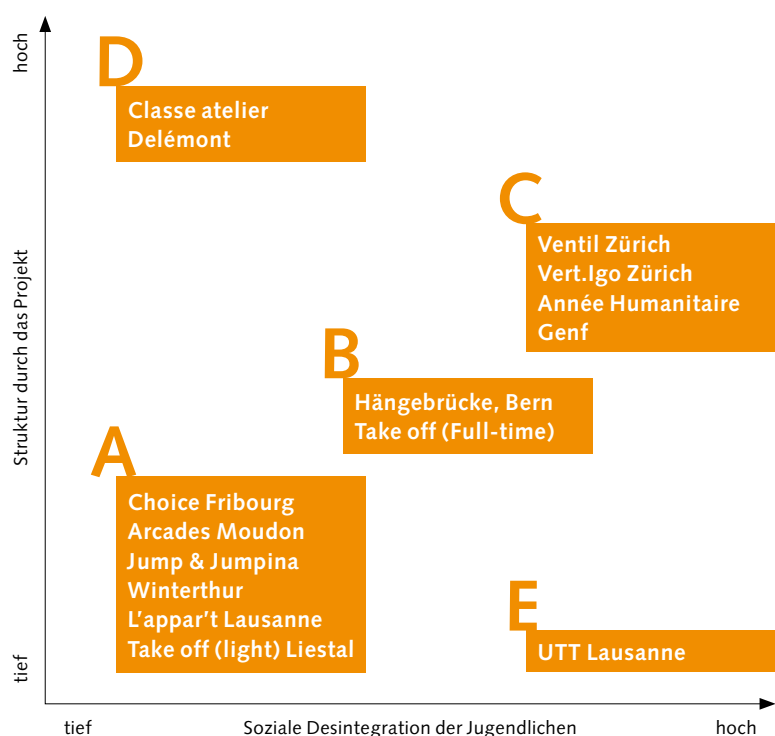 hoch
D
Classe atelier
Delémont
C
Ventil Zürich
Vert.Igo Zürich
Année Humanitaire
Genf
Struktur durch das Projekt
B
Hängebrücke, Bern
Take off (Full-time)
A
Choice Fribourg
Arcades Moudon
Jump & Jumpina
Winterthur
L'appar't Lausanne
Take off (light) Liestal
E
UTT Lausanne
tief
tief
Soziale Desintegration der Jugendlichen
hoch